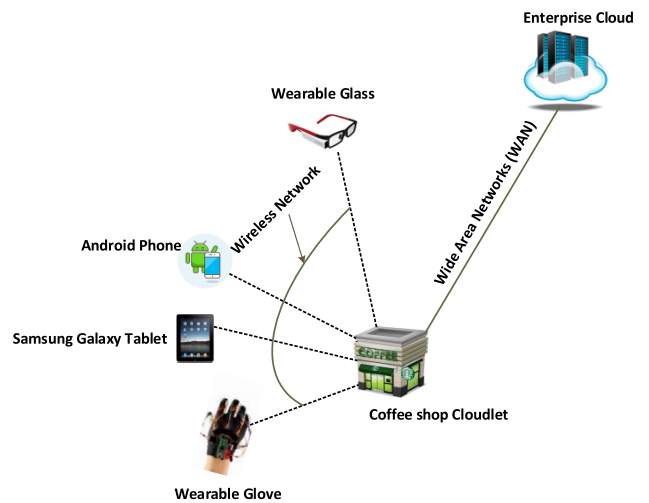 Enterprise Cloud
Wearable Glass
Wide Area Networks (WAN)
Wireless Network
Android Phone
Samsung Galaxy Tablet
COFFEE
Coffee shop Cloudlet
Wearable Glove